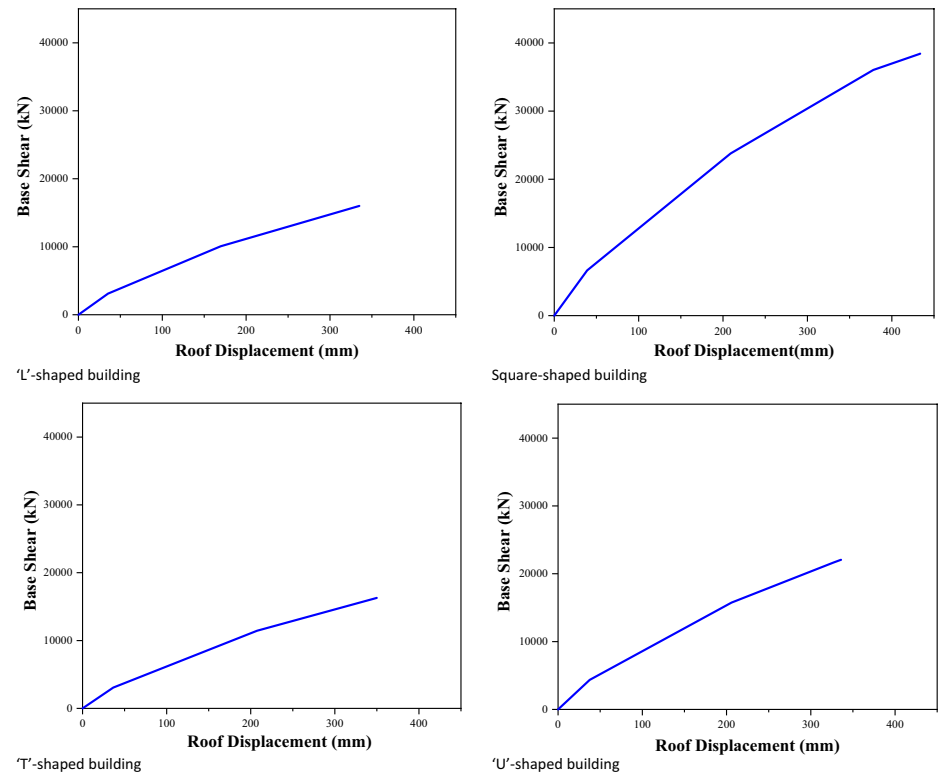 40000
30000
20000
10000
0
Base Shear (kN)
0 100 200 300 400
Roof Displacement (mm)
‘L’-shaped building
40000
30000
20000
10000
0
Base Shear (kN)
0 100 200 300 400
Roof Displacement(mm)
Square-shaped building
40000
30000
20000
10000
0
Base Shear (kN)
0 100 200 300 400
Roof Displacement (mm)
‘T’-shaped building
40000
30000
20000
10000
0
Base Shear (kN)
0 100 200 300 400
Roof Displacement (mm)
‘U’-shaped building